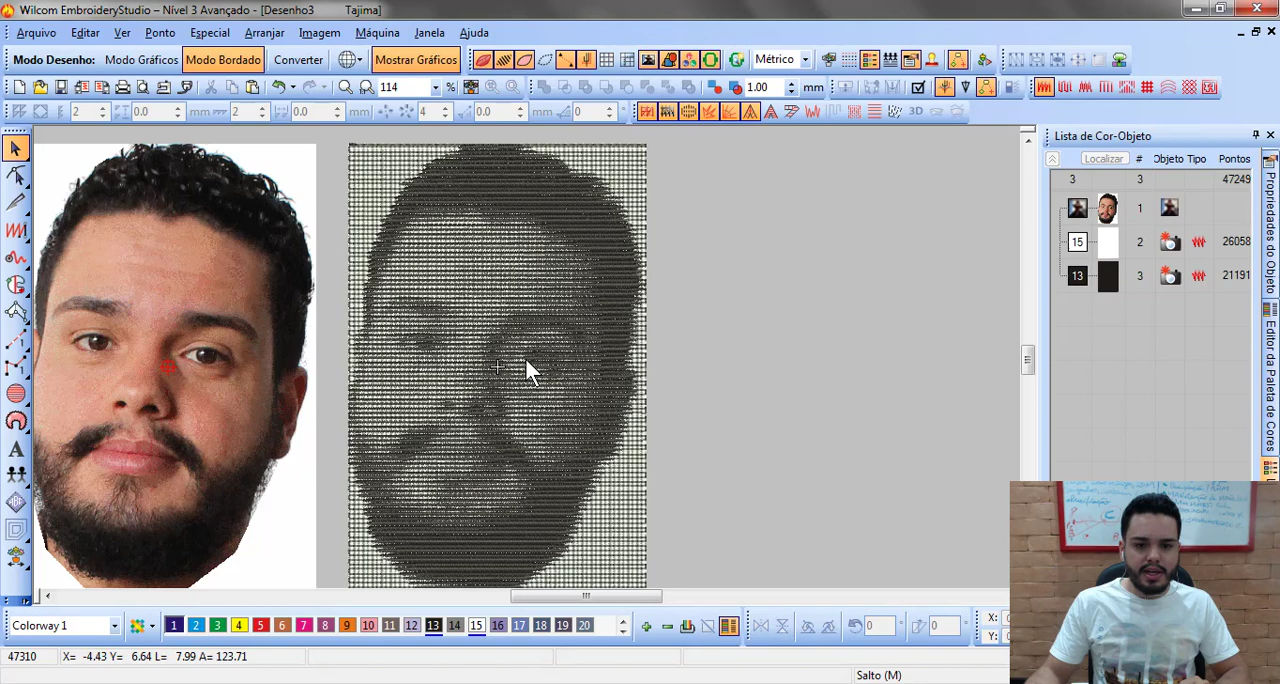 Wilcom EmbroideryStudio – Nível 3 Avançado - [Desenho3 Tajima]
Arquivo Editar Ver Ponto Especial Arranjar Imagem Máquina Janela Ajuda
Modo Desenho: Modo Gráficos Modo Bordado Converter Mostrar Gráficos Métrico
114 % 1.00 mm
2 0.0 mm 2 0.0 mm 4 0.0 mm 0 ° 3D
Lista de Cor-Objeto
Localizar # Objeto Tipo Pontos
3 3 47249
1
15 2 26058
13 3 21191
Propriedades do Objeto
Editor da Paleta de Cores
A
Colorway 1 1 2 3 4 5 6 7 8 9 10 11 12 13 14 15 16 17 18 19 20 0 ° 0 ° X: 0
Y: 0
47310 X= -4.43 Y= 6.64 L= 7.99 A= 123.71
Salto (M)